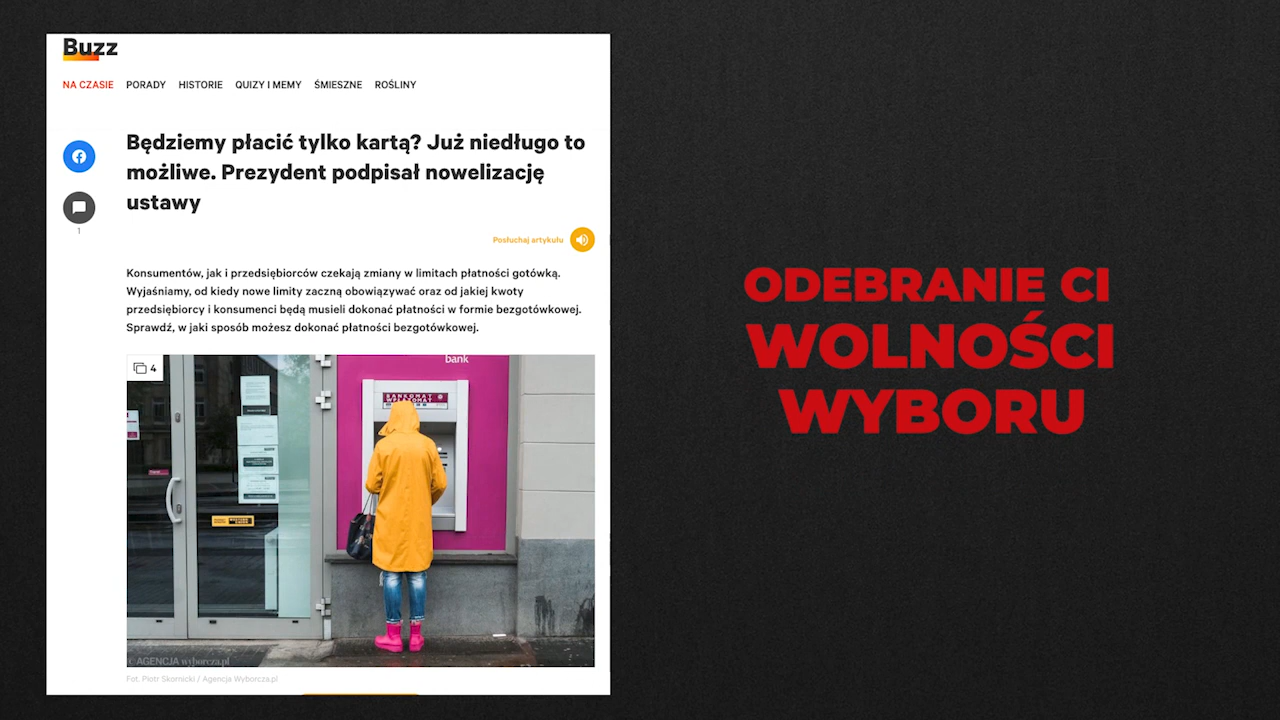 Buzz
NA CZASIE PORADY HISTORIE QUIZY I MEMY ŚMIESZNE ROŚLINY
Będziemy płacić tylko kartą? Już niedługo to
możliwe. Prezydent podpisał nowelizację
ustawy
1
Posłuchaj artykułu
Konsumentów, jak i przedsiębiorców czekają zmiany w limitach płatności gotówką.
Wyjaśniamy, od kiedy nowe limity zaczną obowiązywać oraz od jakiej kwoty
przedsiębiorcy i konsumenci będą musieli dokonać płatności w formie bezgotówkowej.
Sprawdź, w jaki sposób możesz dokonać płatności bezgotówkowej.
4
bank
BANKOMAT
WPŁATOMAT
© AGENCJA wyborcza.pl
Fot. Piotr Skornicki / Agencja Wyborcza.pl
ODEBRANIE CI
WOLNOŚCI
WYBORU